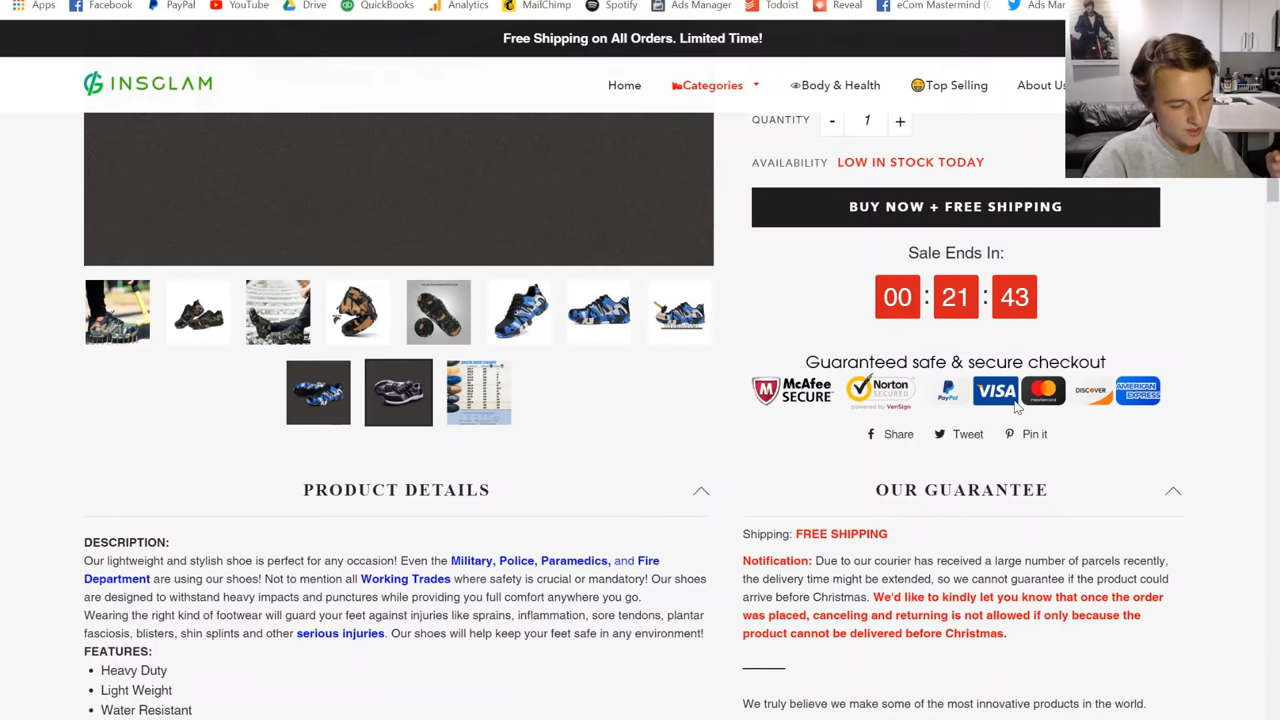 Apps Facebook PayPal YouTube Drive QuickBooks Analytics MailChimp Spotify Ads Manager Todoist Reveal eCom Mastermind ( Ads Mar
Free Shipping on All Orders. Limited Time!
INSGLAM
Home Categories Body & Health Top Selling About Us
QUANTITY - 1 +
AVAILABILITY LOW IN STOCK TODAY
BUY NOW + FREE SHIPPING
Sale Ends In:
00 : 21 : 43
Guaranteed safe & secure checkout
McAfee SECURE Norton SECURED powered by VeriSign PayPal VISA mastercard DISCOVER AMERICAN EXPRESS
Share Tweet Pin it
PRODUCT DETAILS
DESCRIPTION:
Our lightweight and stylish shoe is perfect for any occasion! Even the Military, Police, Paramedics, and Fire
Department are using our shoes! Not to mention all Working Trades where safety is crucial or mandatory! Our shoes
are designed to withstand heavy impacts and punctures while providing you full comfort anywhere you go.
Wearing the right kind of footwear will guard your feet against injuries like sprains, inflammation, sore tendons, plantar
fasciosis, blisters, shin splints and other serious injuries. Our shoes will help keep your feet safe in any environment!
FEATURES:
• Heavy Duty
• Light Weight
• Water Resistant
OUR GUARANTEE
Shipping: FREE SHIPPING
Notification: Due to our courier has received a large number of parcels recently,
the delivery time might be extended, so we cannot guarantee if the product could
arrive before Christmas. We'd like to kindly let you know that once the order
was placed, canceling and returning is not allowed if only because the
product cannot be delivered before Christmas.
We truly believe we make some of the most innovative products in the world.